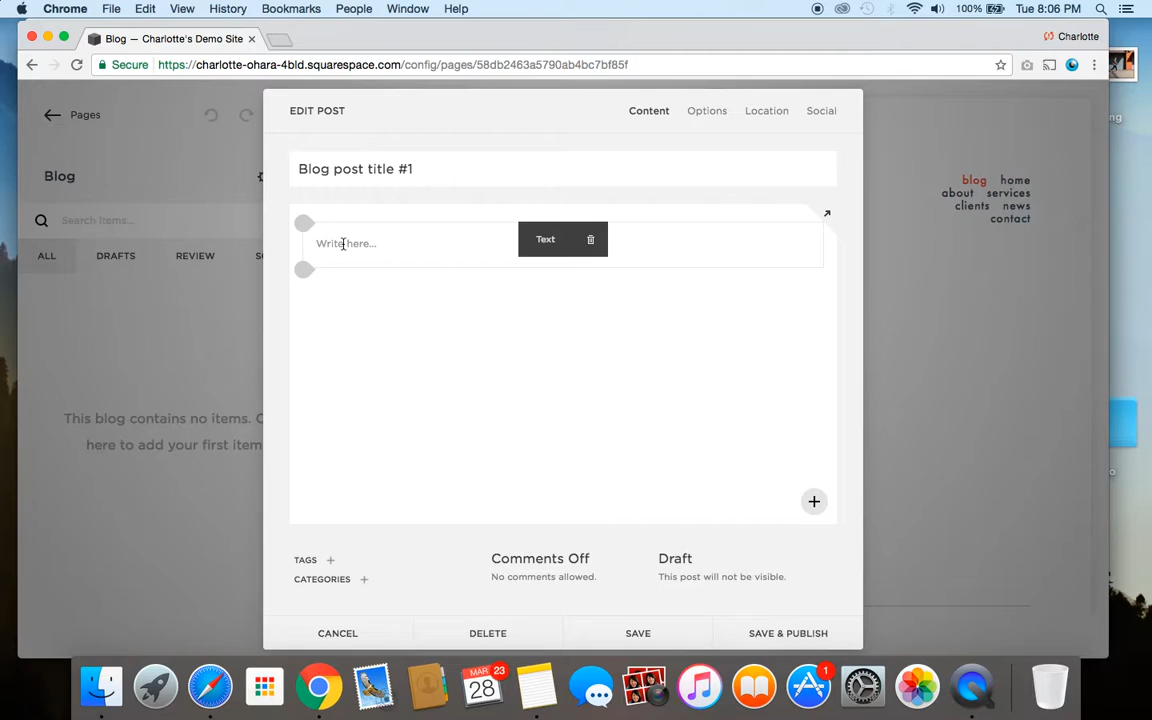 Chrome File Edit View History Bookmarks People Window Help 100% Tue 8:06 PM
Blog — Charlotte's Demo Site Charlotte
Secure https://charlotte-ohara-4bld.squarespace.com/config/pages/58db2463a5790ab4bc7bf85f
Pages
EDIT POST Content Options Location Social
Blog post title #1
Blog
blog home
about services
clients news
contact
Search items...
Write here... Text
ALL DRAFTS REVIEW
This blog contains no items.
here to add your first item
TAGS +
CATEGORIES +
Comments Off
No comments allowed.
Draft
This post will not be visible.
CANCEL DELETE SAVE SAVE & PUBLISH
MAR 23
28
1